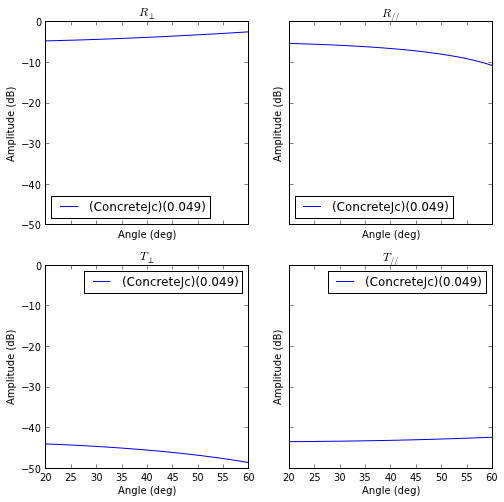 R⊥
R//
0
−10
−20
−30
−40
−50
Amplitude (dB)
Amplitude (dB)
(ConcreteJc)(0.049)
(ConcreteJc)(0.049)
Angle (deg)
Angle (deg)
T⊥
T//
0
−10
−20
−30
−40
−50
Amplitude (dB)
Amplitude (dB)
(ConcreteJc)(0.049)
(ConcreteJc)(0.049)
20 25 30 35 40 45 50 55 60
20 25 30 35 40 45 50 55 60
Angle (deg)
Angle (deg)